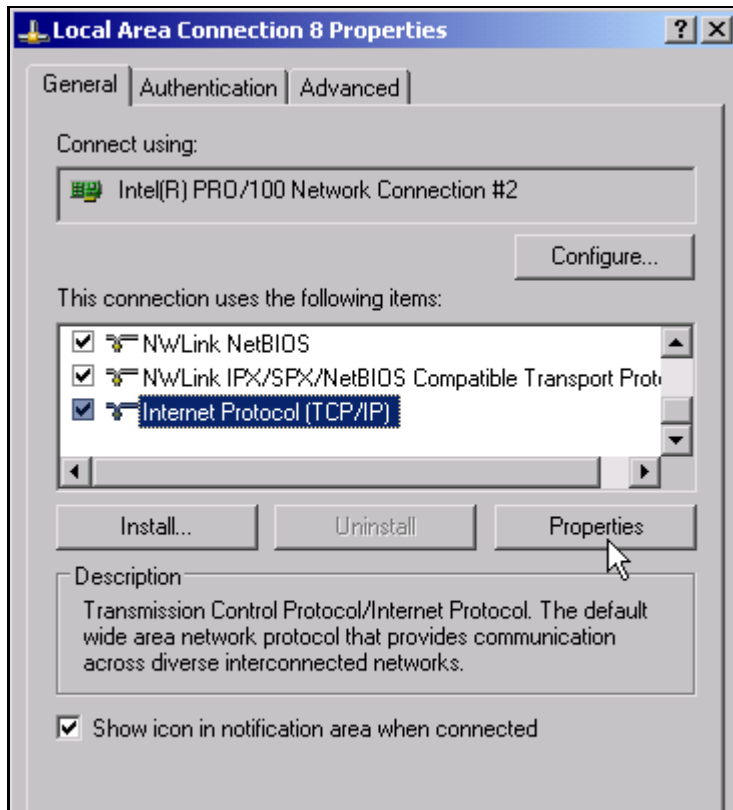 Local Area Connection 8 Properties
General Authentication Advanced
Connect using:
Intel(R) PRO/100 Network Connection #2
Configure...
This connection uses the following items:
NWLink NetBIOS
NWLink IPX/SPX/NetBIOS Compatible Transport Prot
Internet Protocol (TCP/IP)
Install... Uninstall Properties
Description
Transmission Control Protocol/Internet Protocol. The default
wide area network protocol that provides communication
across diverse interconnected networks.
Show icon in notification area when connected